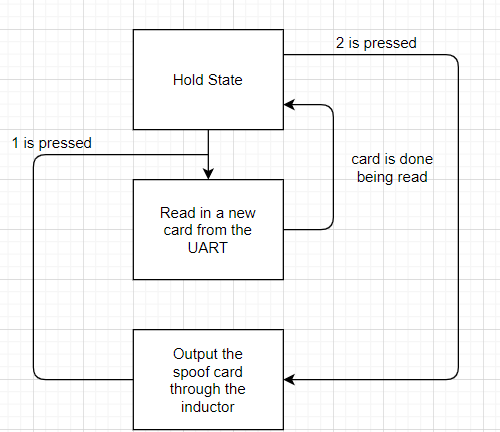 2 is pressed
Hold State
1 is pressed
card is done
being read
Read in a new
card from the
UART
Output the
spoof card
through the
inductor